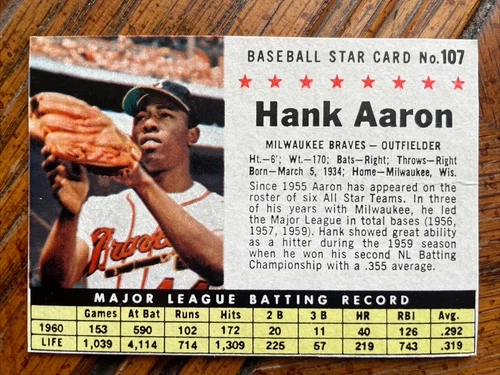 BASEBALL STAR CARD No. 107
Hank Aaron
MILWAUKEE BRAVES — OUTFIELDER
Ht.—6'; Wt.—170; Bats—Right; Throws—Right
Born—March 5, 1934; Home—Milwaukee, Wis.
Since 1955 Aaron has appeared on the
roster of six All Star Teams. In three
of his years with Milwaukee, he led
the Major League in total bases (1956,
1957, 1959). Hank showed great ability
as a hitter during the 1959 season
when he won his second NL Batting
Championship with a .355 average.
Braves
44
MAJOR LEAGUE BATTING RECORD
Games At Bat Runs Hits 2 B 3 B HR RBI Avg.
1960 153 590 102 172 20 11 40 126 .292
LIFE 1,039 4,114 714 1,309 225 57 219 743 .319